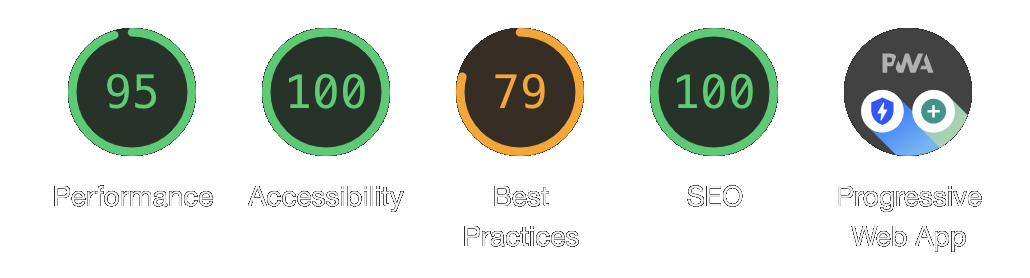 95 100 79 100 PWA
Performance Accessibility Best Practices SEO Progressive Web App